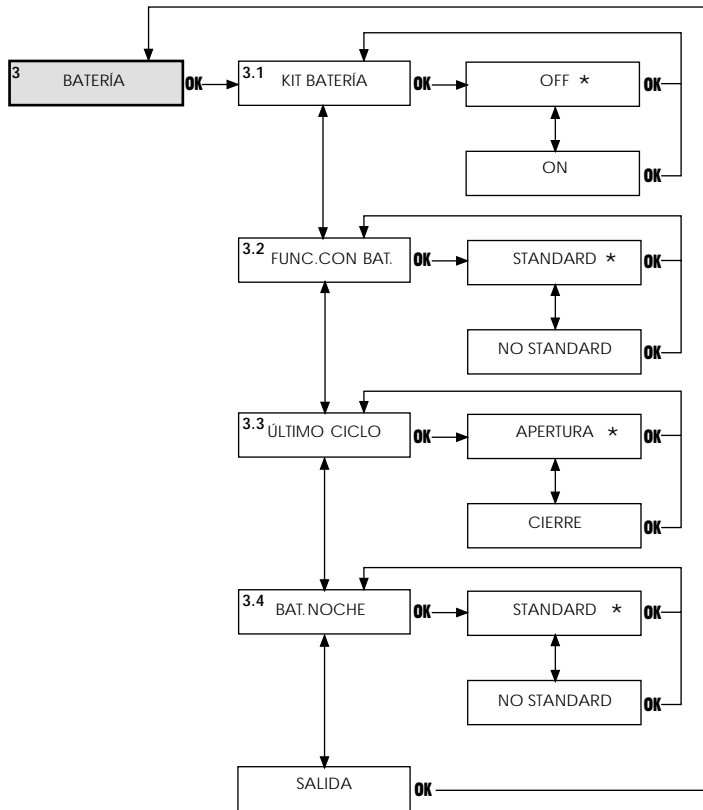 3 BATERÍA OK
3.1 KIT BATERÍA OK
OFF * OK
ON OK
3.2 FUNC.CON BAT. OK
STANDARD * OK
NO STANDARD OK
3.3 ÚLTIMO CICLO OK
APERTURA * OK
CIERRE OK
3.4 BAT.NOCHE OK
STANDARD * OK
NO STANDARD OK
SALIDA OK